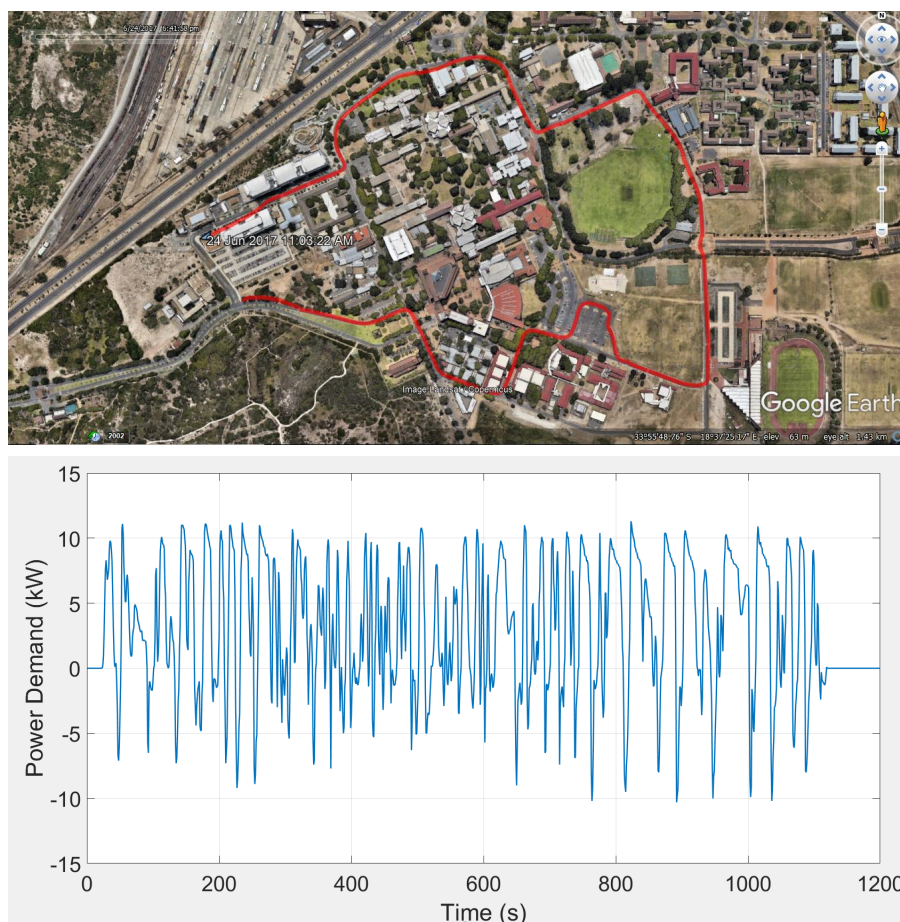 6/24/2017 6:41:38 pm
N
24 Jun 2017 11:03:22 AM
Image Landsat / Copernicus
Google Earth
2002
33°55'48.76" S 18°37'25.17" E elev 63 m eye alt 1.43 km
15
10
5
0
-5
-10
-15
Power Demand (kW)
0 200 400 600 800 1000 1200
Time (s)